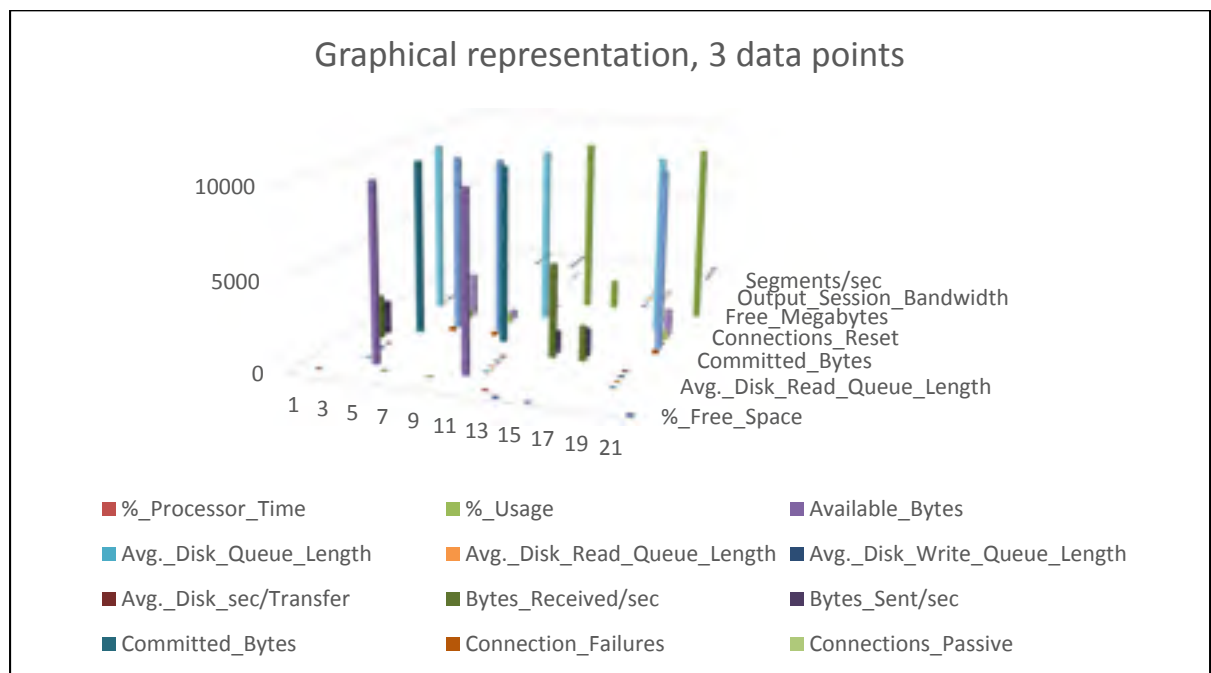 Graphical representation, 3 data points
10000
5000
0
1 3 5 7 9 11 13 15 17 19 21
Segments/sec
Output_Session_Bandwidth
Free_Megabytes
Connections_Reset
Committed_Bytes
Avg._Disk_Read_Queue_Length
%_Free_Space
%_Processor_Time %_Usage Available_Bytes
Avg._Disk_Queue_Length Avg._Disk_Read_Queue_Length Avg._Disk_Write_Queue_Length
Avg._Disk_sec/Transfer Bytes_Received/sec Bytes_Sent/sec
Committed_Bytes Connection_Failures Connections_Passive